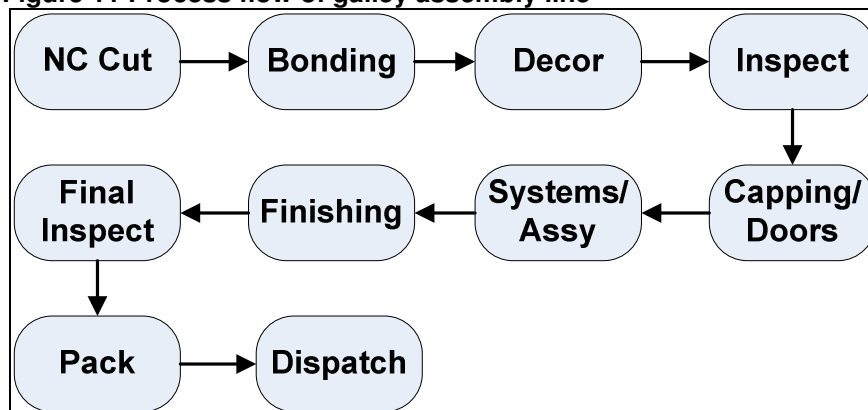 Figure Process flow of galley assembly line
NC Cut
Bonding
Decor
Inspect
Final
Inspect
Finishing
Systems/
Assy
Capping/
Doors
Pack
Dispatch